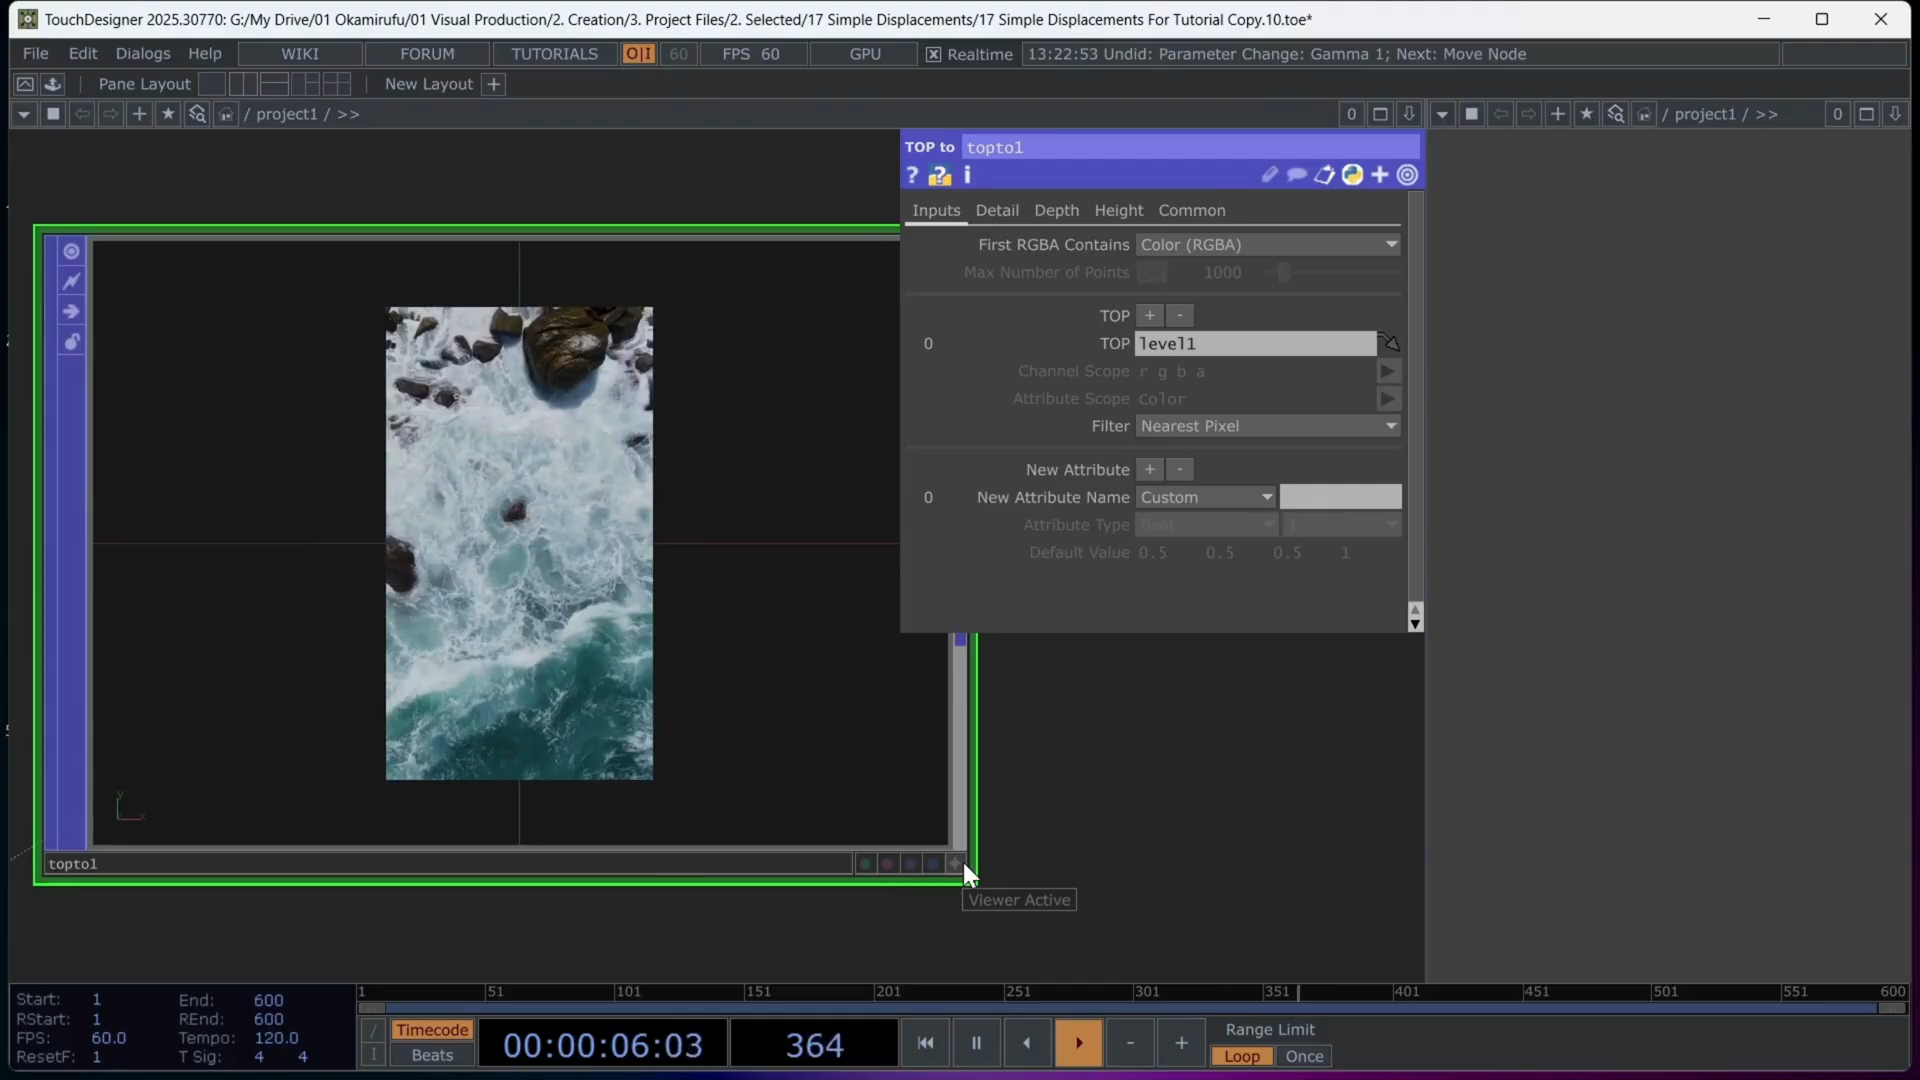 TouchDesigner 2025.30770: G:/My Drive/01 Okamirufu/01 Visual Production/2. Creation/3. Project Files/2. Selected/17 Simple Displacements/17 Simple Displacements For Tutorial Copy.10.toe*
File Edit Dialogs Help WIKI FORUM TUTORIALS O|I 60 FPS 60 GPU Realtime 13:22:53 Undid: Parameter Change: Gamma 1; Next: Move Node
Pane Layout New Layout +
/ project1 / >> 0 / project1 / >> 0
TOP to topto1
? ? i
Inputs Detail Depth Height Common
First RGBA Contains Color (RGBA)
Max Number of Points 1000
TOP + -
0 TOP level1
Channel Scope r g b a
Attribute Scope Color
Filter Nearest Pixel
New Attribute + -
0 New Attribute Name Custom
Attribute Type float 1
Default Value 0.5 0.5 0.5 1
y
x
topto1
Viewer Active
1 51 101 151 201 251 301 351 401 451 501 551 600
Start: 1 End: 600
RStart: 1 REnd: 600
FPS: 60.0 Tempo: 120.0
ResetF: 1 T Sig: 4 4
/ Timecode
I Beats
00:00:06:03 364
- +
Range Limit
Loop Once